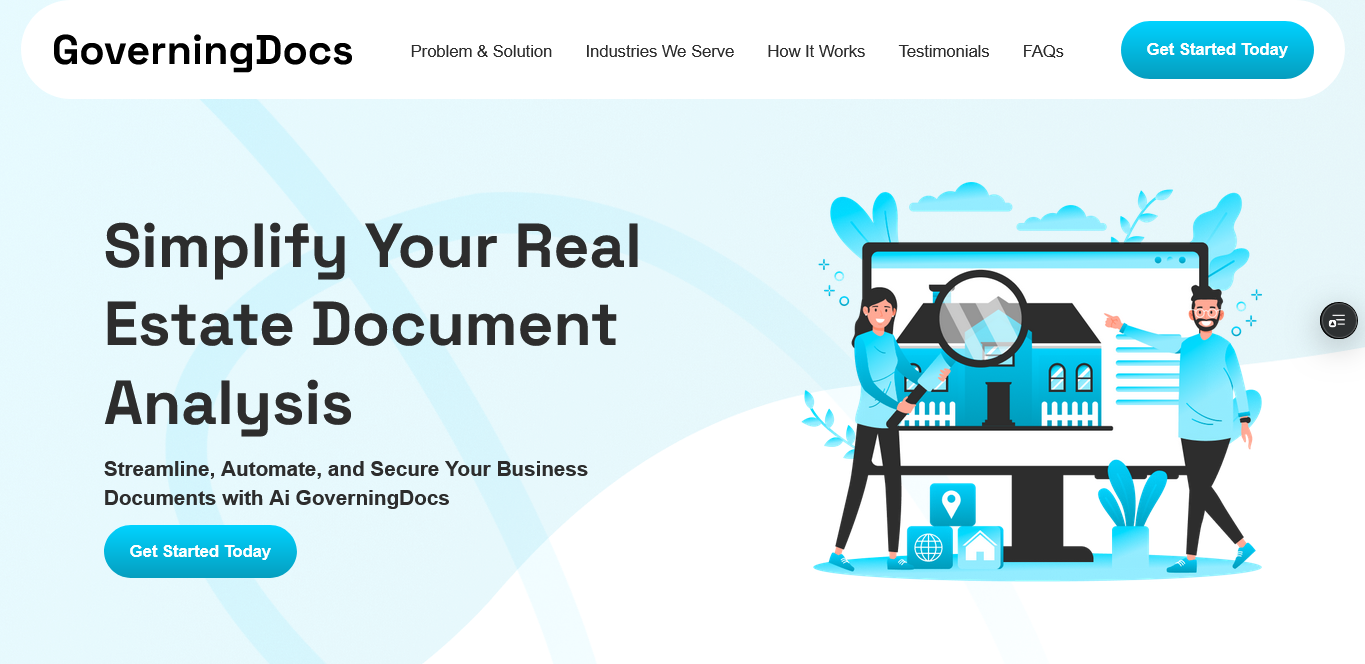 GoverningDocs
Problem & Solution
Industries We Serve
How It Works
Testimonials
FAQs
Get Started Today
Simplify Your Real
Estate Document
Analysis
Streamline, Automate, and Secure Your Business
Documents with Ai GoverningDocs
Get Started Today